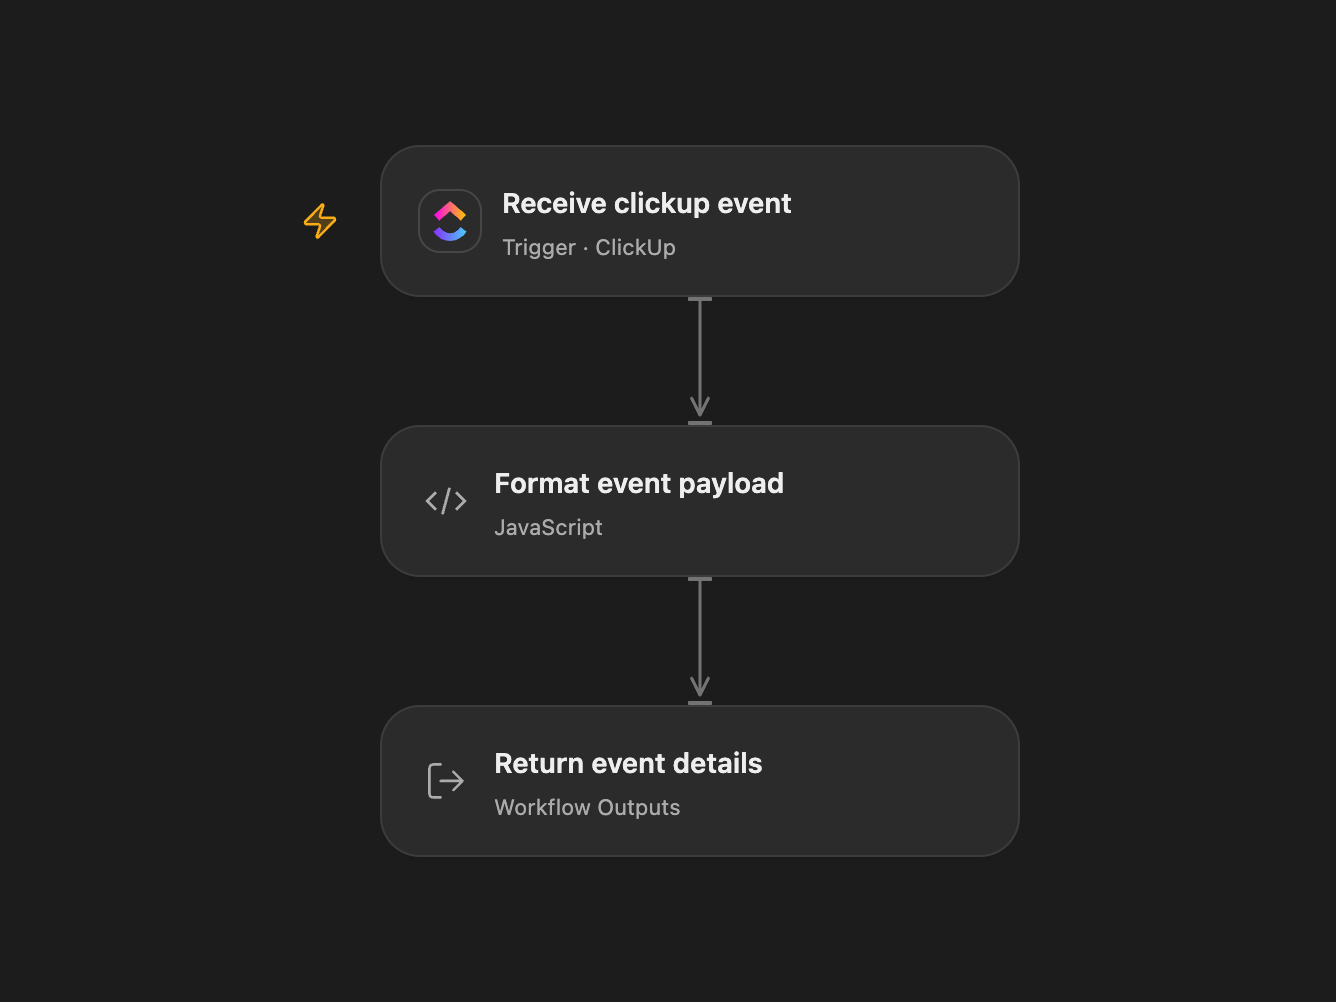 Receive clickup event
Trigger · ClickUp
Format event payload
JavaScript
Return event details
Workflow Outputs